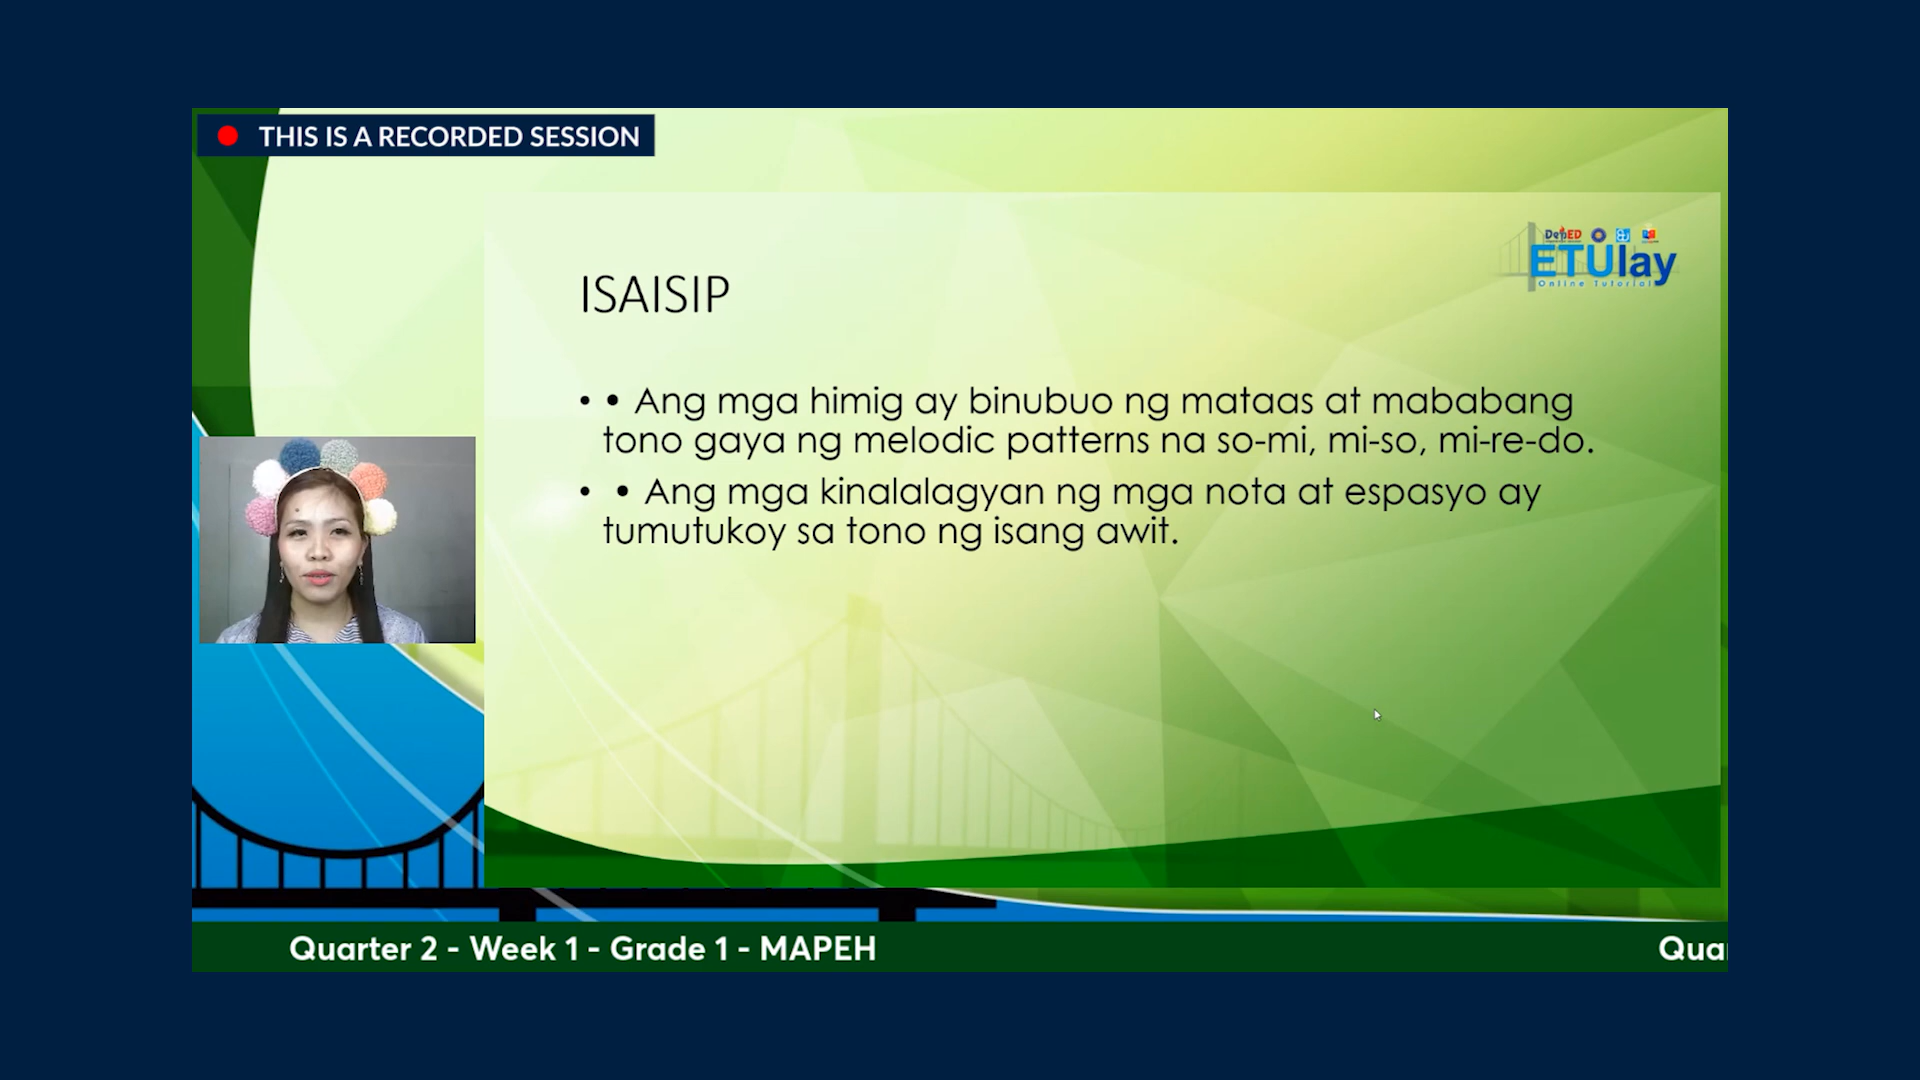 THIS IS A RECORDED SESSION
DepED
ETUlay
Online Tutorial
ISAISIP
• • Ang mga himig ay binubuo ng mataas at mababang
tono gaya ng melodic patterns na so-mi, mi-so, mi-re-do.
• • Ang mga kinalalagyan ng mga nota at espasyo ay
tumutukoy sa tono ng isang awit.
Quarter 2 - Week 1 - Grade 1 - MAPEH
Qua